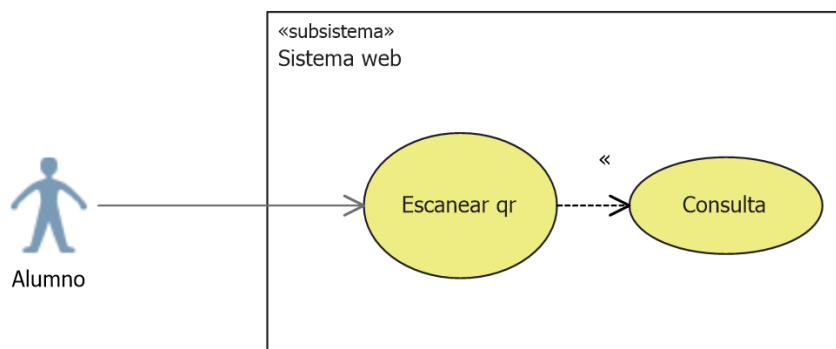 «subsistema»
Sistema web
«
Escanear qr
Consulta
Alumno